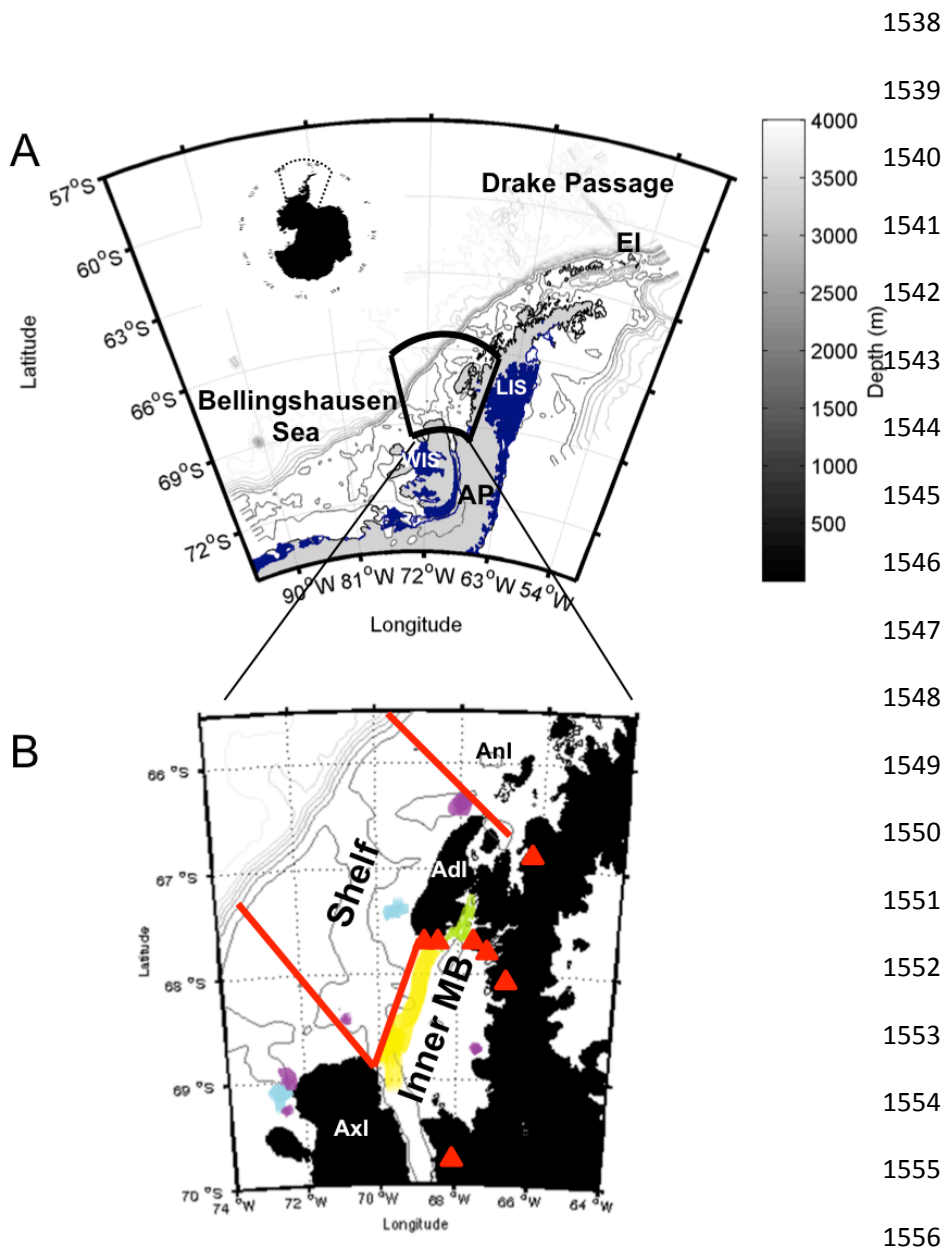 1538
1539
A
57°S
4000
1540
Drake Passage
3500
1541
60°S
EI
3000
1542
63°S
2500
Latitude
Depth (m)
1543
66°S
LIS
2000
Bellingshausen
Sea
1500
1544
69°S
WIS
1000
AP
1545
72°S
500
90°W 81°W 72°W 63°W 54°W
1546
Longitude
1547
1548
B
AnI
1549
66 °S
1550
Shelf
AdI
67 °S
1551
Latitude
1552
68 °S
Inner MB
1553
69 °S
1554
AxI
1555
70 °S
74 °W 72 °W 70 °W 68 °W 66 °W 64 °W
Longitude
1556